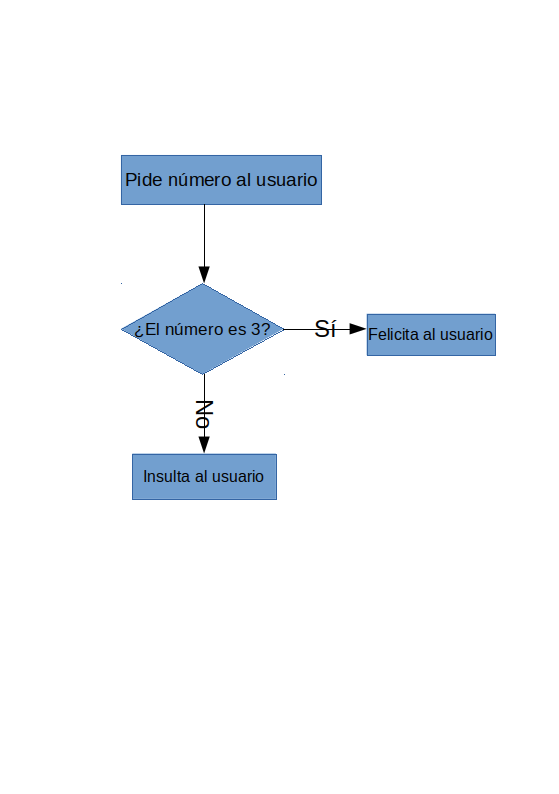 Pide número al usuario
¿El número es 3?
Sí
Felicita al usuario
No
Insulta al usuario